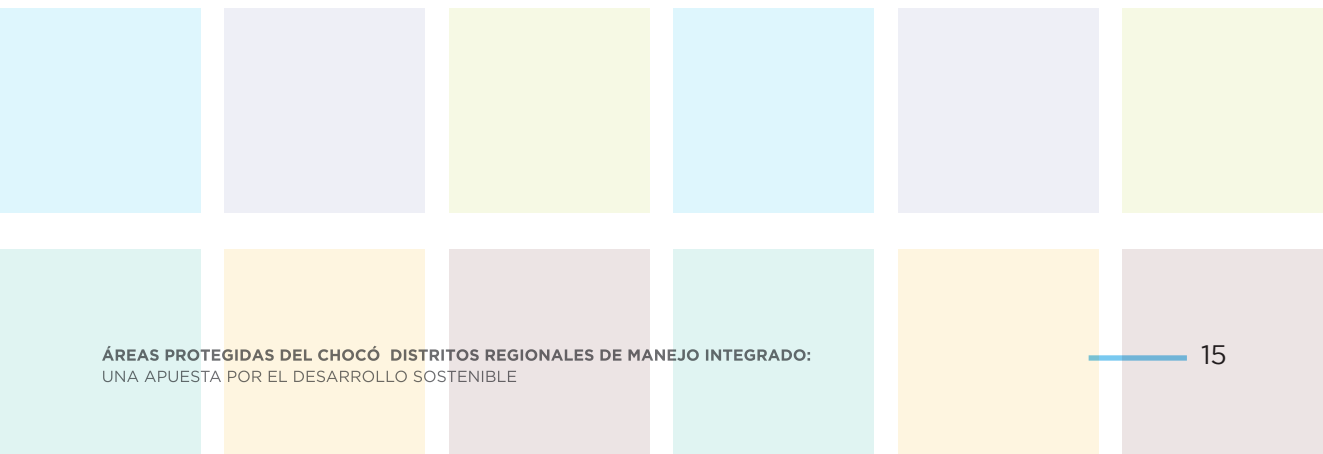 ÁREAS PROTEGIDAS DEL CHOCÓ  DISTRITOS REGIONALES DE MANEJO INTEGRADO:
UNA APUESTA POR EL DESARROLLO SOSTENIBLE
15